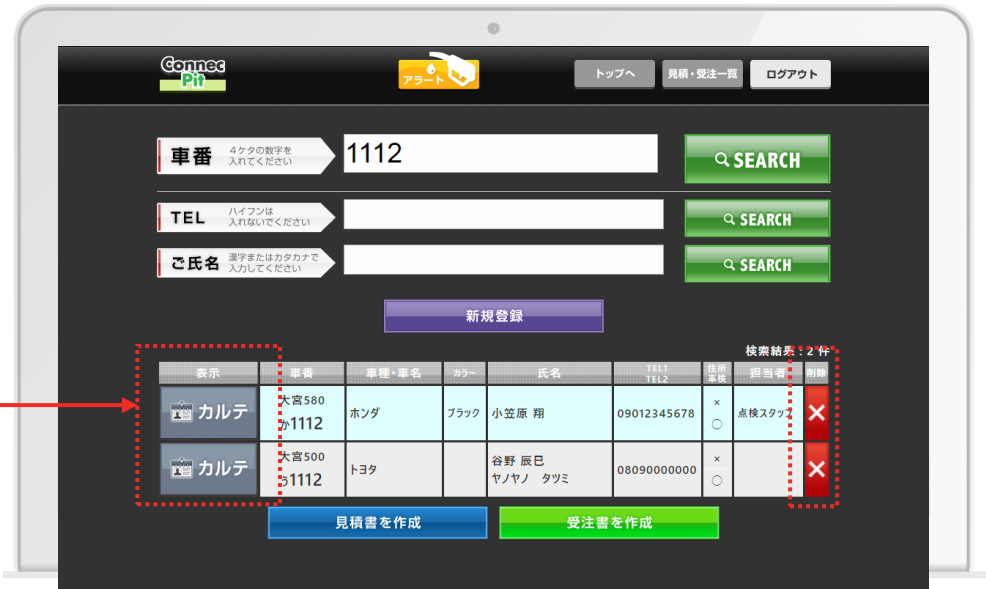 Connec
Pit
アラート
トップへ
見積・受注一覧
ログアウト
車番
4ケタの数字を
入れてください
1112
SEARCH
TEL
ハイフンは
入れないでください
SEARCH
ご氏名
漢字またはカタカナで
入力してください
SEARCH
新規登録
検索結果:2 件
表示 車番 車種・車名 カラー 氏名 TEL1 TEL2 住所 車検 担当者 削除
カルテ
大宮580
か1112
ホンダ
ブラック
小笠原 翔
09012345678
×
○
点検スタッフ
×
カルテ
大宮500
う1112
トヨタ
谷野 辰巳
ヤノヤノ タツミ
08090000000
×
○
×
見積書を作成
受注書を作成